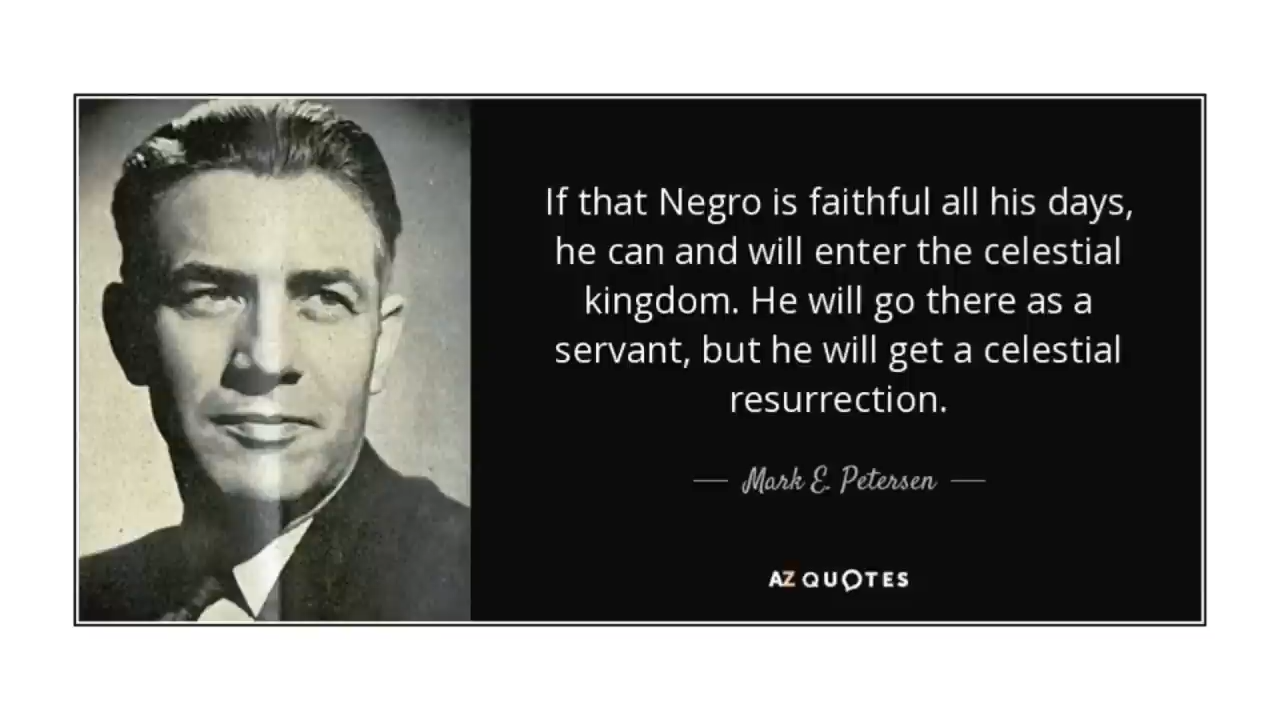 If that Negro is faithful all his days,
he can and will enter the celestial
kingdom. He will go there as a
servant, but he will get a celestial
resurrection.
Mark E. Petersen
AZ QUOTES